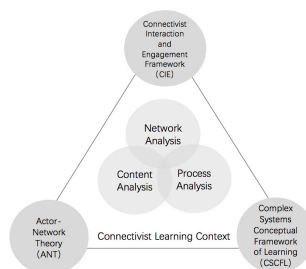 Connectivist
Interaction
and
Engagement
Framework
(CIE)
Network
Analysis
Content
Analysis
Process
Analysis
Actor-
Network
Theory
(ANT)
Connectivist Learning Context
Complex
Systems
Conceptual
Framework
of Learning
(CSCFL)